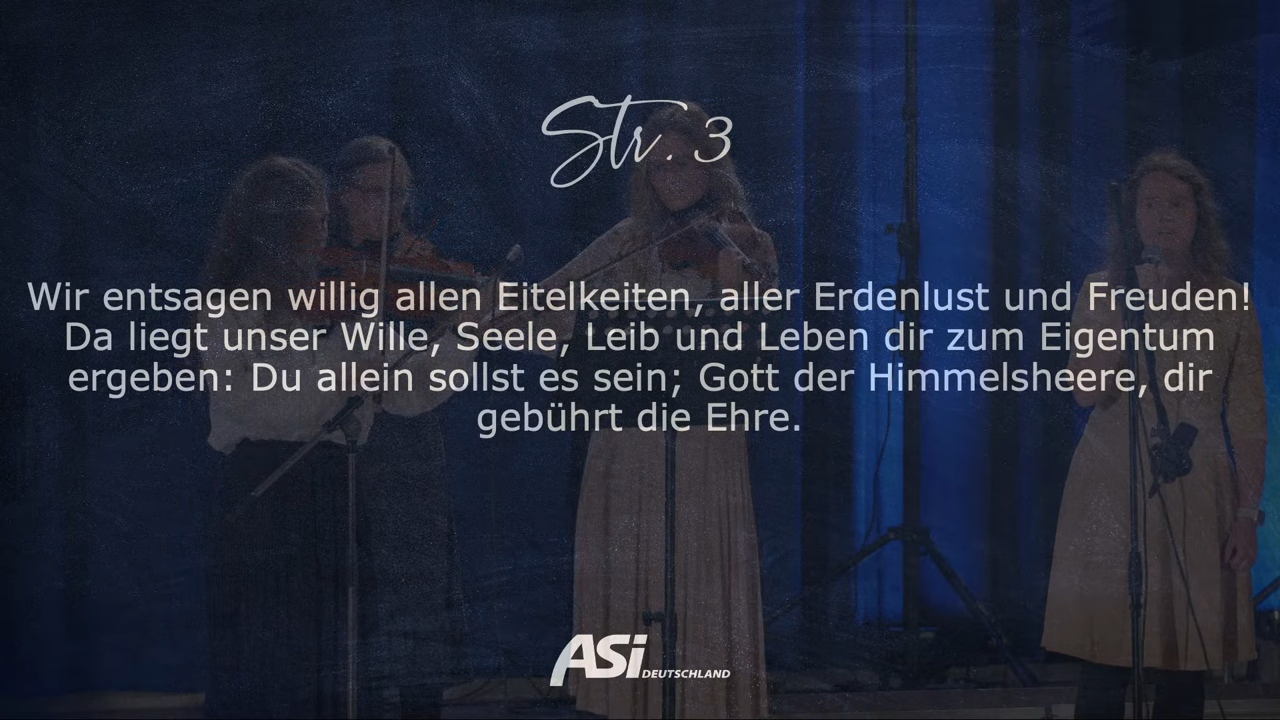 Str. 3
Wir entsagen willig allen Eitelkeiten, aller Erdenlust und Freuden!
Da liegt unser Wille, Seele, Leib und Leben dir zum Eigentum
ergeben: Du allein sollst es sein; Gott der Himmelsheere, dir
gebührt die Ehre.
ASi DEUTSCHLAND